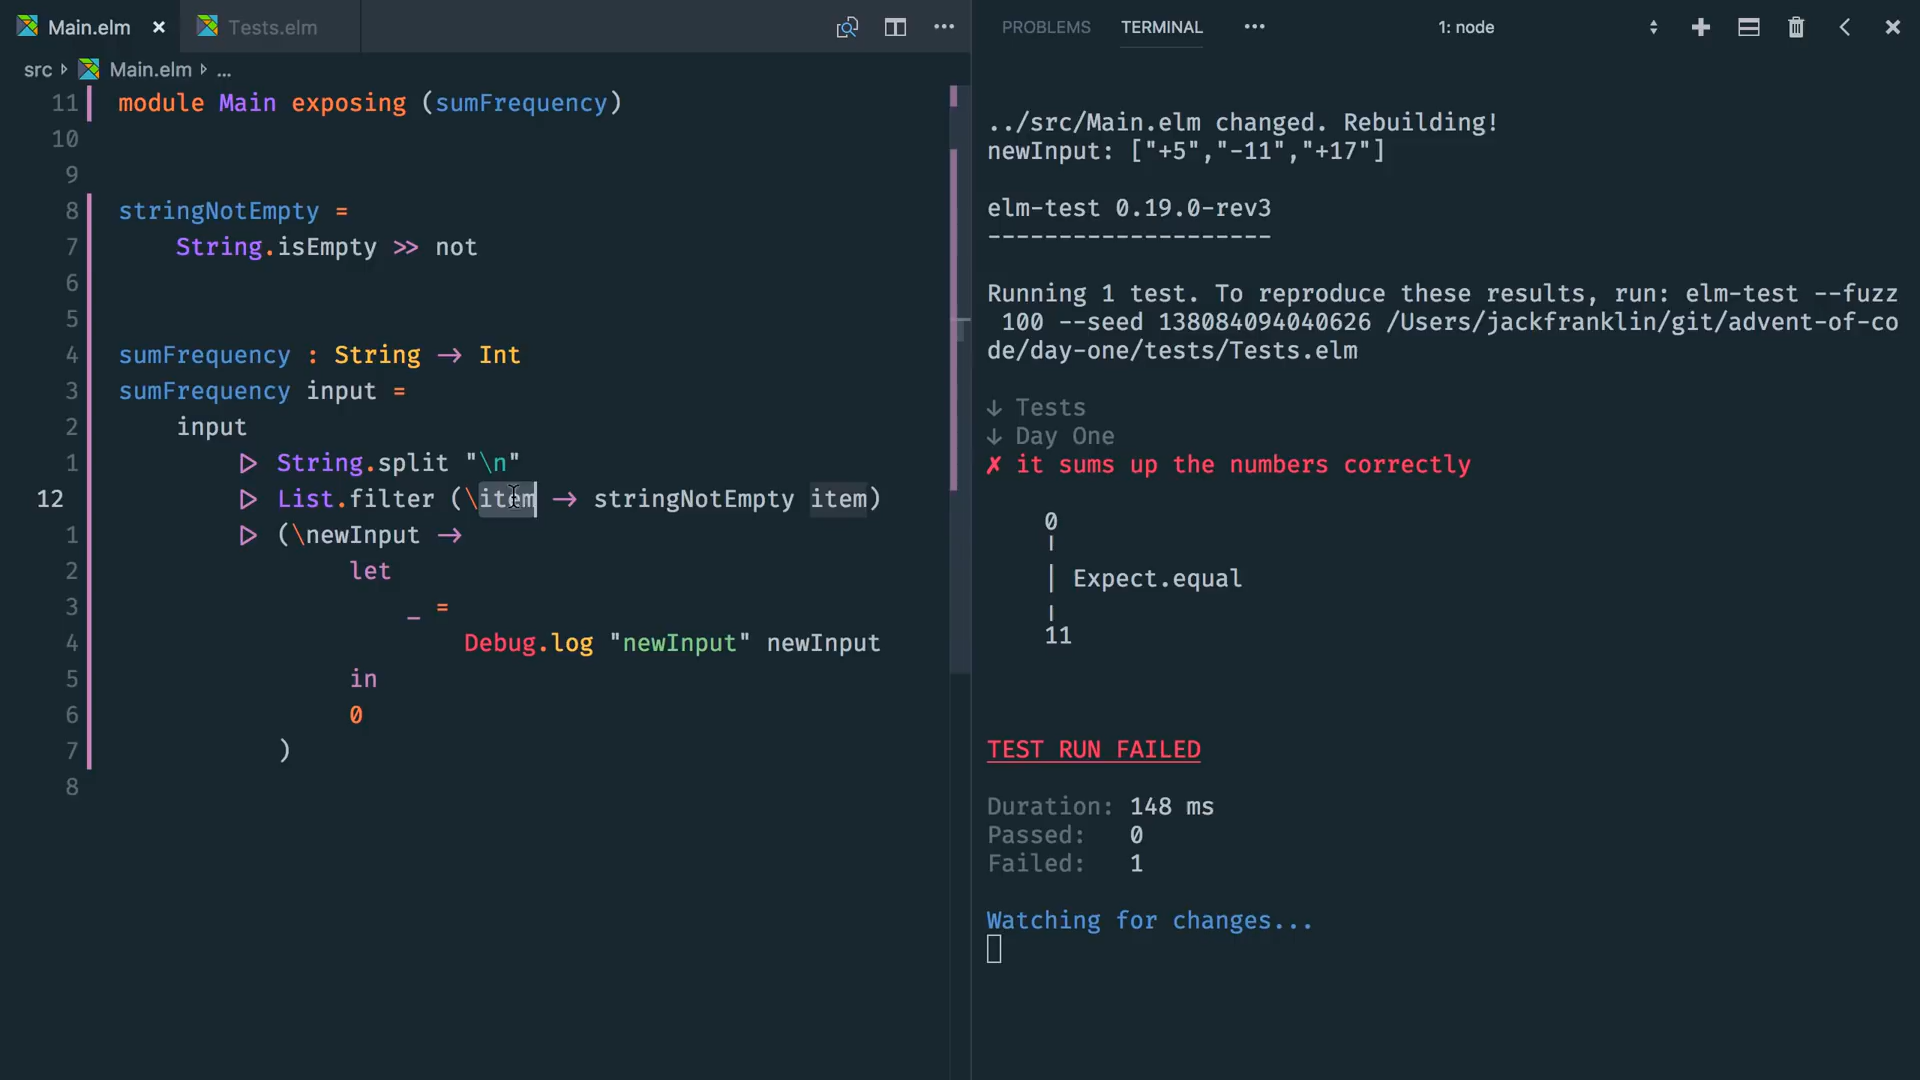 Main.elm
Tests.elm
src Main.elm ...
11 module Main exposing (sumFrequency)
10
9
8 stringNotEmpty =
7 String.isEmpty >> not
6
5
4 sumFrequency : String → Int
3 sumFrequency input =
2 input
1 ▷ String.split "\n"
12 ▷ List.filter (\item → stringNotEmpty item)
1 ▷ (\newInput →
2 let
3 _ =
4 Debug.log "newInput" newInput
5 in
6 0
7 )
8
PROBLEMS TERMINAL ... 1: node
../src/Main.elm changed. Rebuilding!
newInput: ["+5","-11","+17"]
elm-test 0.19.0-rev3
--------------------
Running 1 test. To reproduce these results, run: elm-test --fuzz
100 --seed 138084094040626 /Users/jackfranklin/git/advent-of-co
de/day-one/tests/Tests.elm
↓ Tests
↓ Day One
✗ it sums up the numbers correctly
0
╷
│ Expect.equal
╵
11
TEST RUN FAILED
Duration: 148 ms
Passed: 0
Failed: 1
Watching for changes...